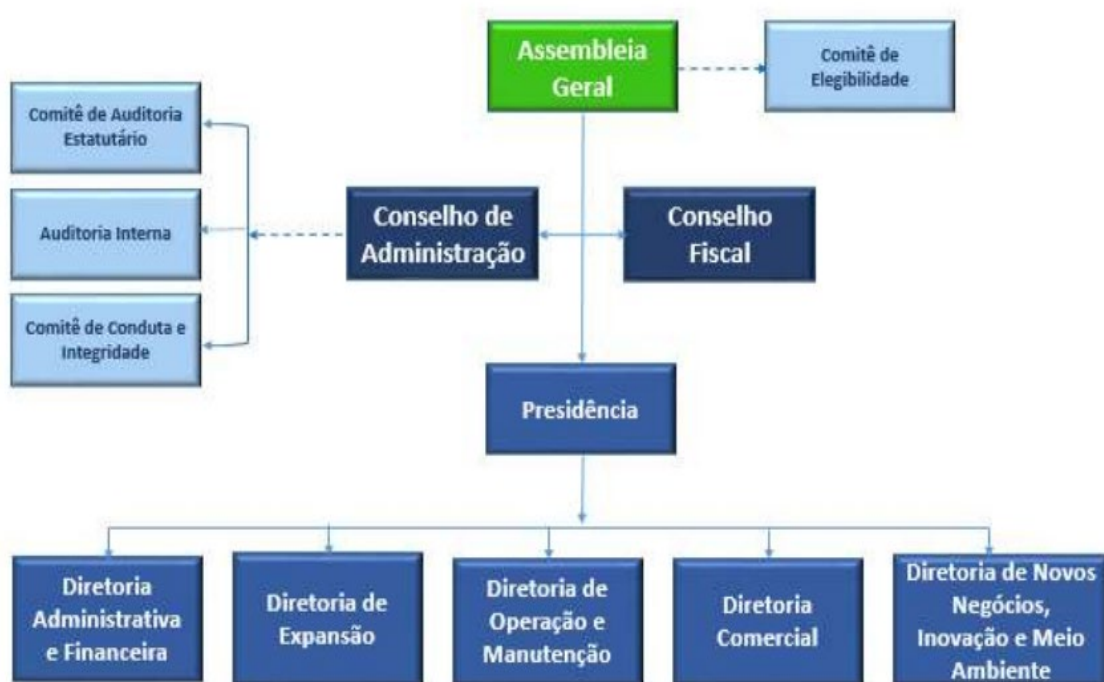 Assembleia
Geral
Comitê de
Elegibilidade
Comitê de Auditoria
Estatutário
Auditoria Interna
Comitê de Conduta e
Integridade
Conselho de
Administração
Conselho
Fiscal
Presidência
Diretoria
Administrativa
e Financeira
Diretoria de
Expansão
Diretoria de
Operação e
Manutenção
Diretoria
Comercial
Diretoria de Novos
Negócios,
Inovação e Meio
Ambiente